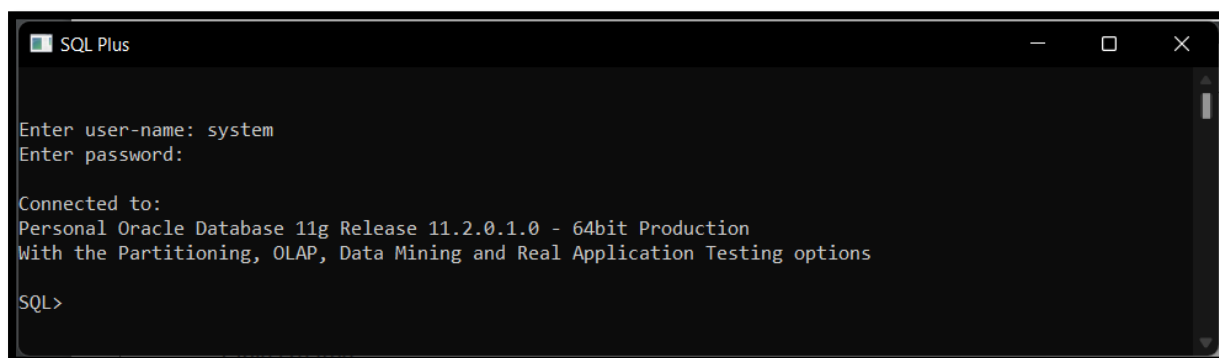 SQL Plus
Enter user-name: system
Enter password:
Connected to:
Personal Oracle Database 11g Release 11.2.0.1.0 - 64bit Production
With the Partitioning, OLAP, Data Mining and Real Application Testing options
SQL>